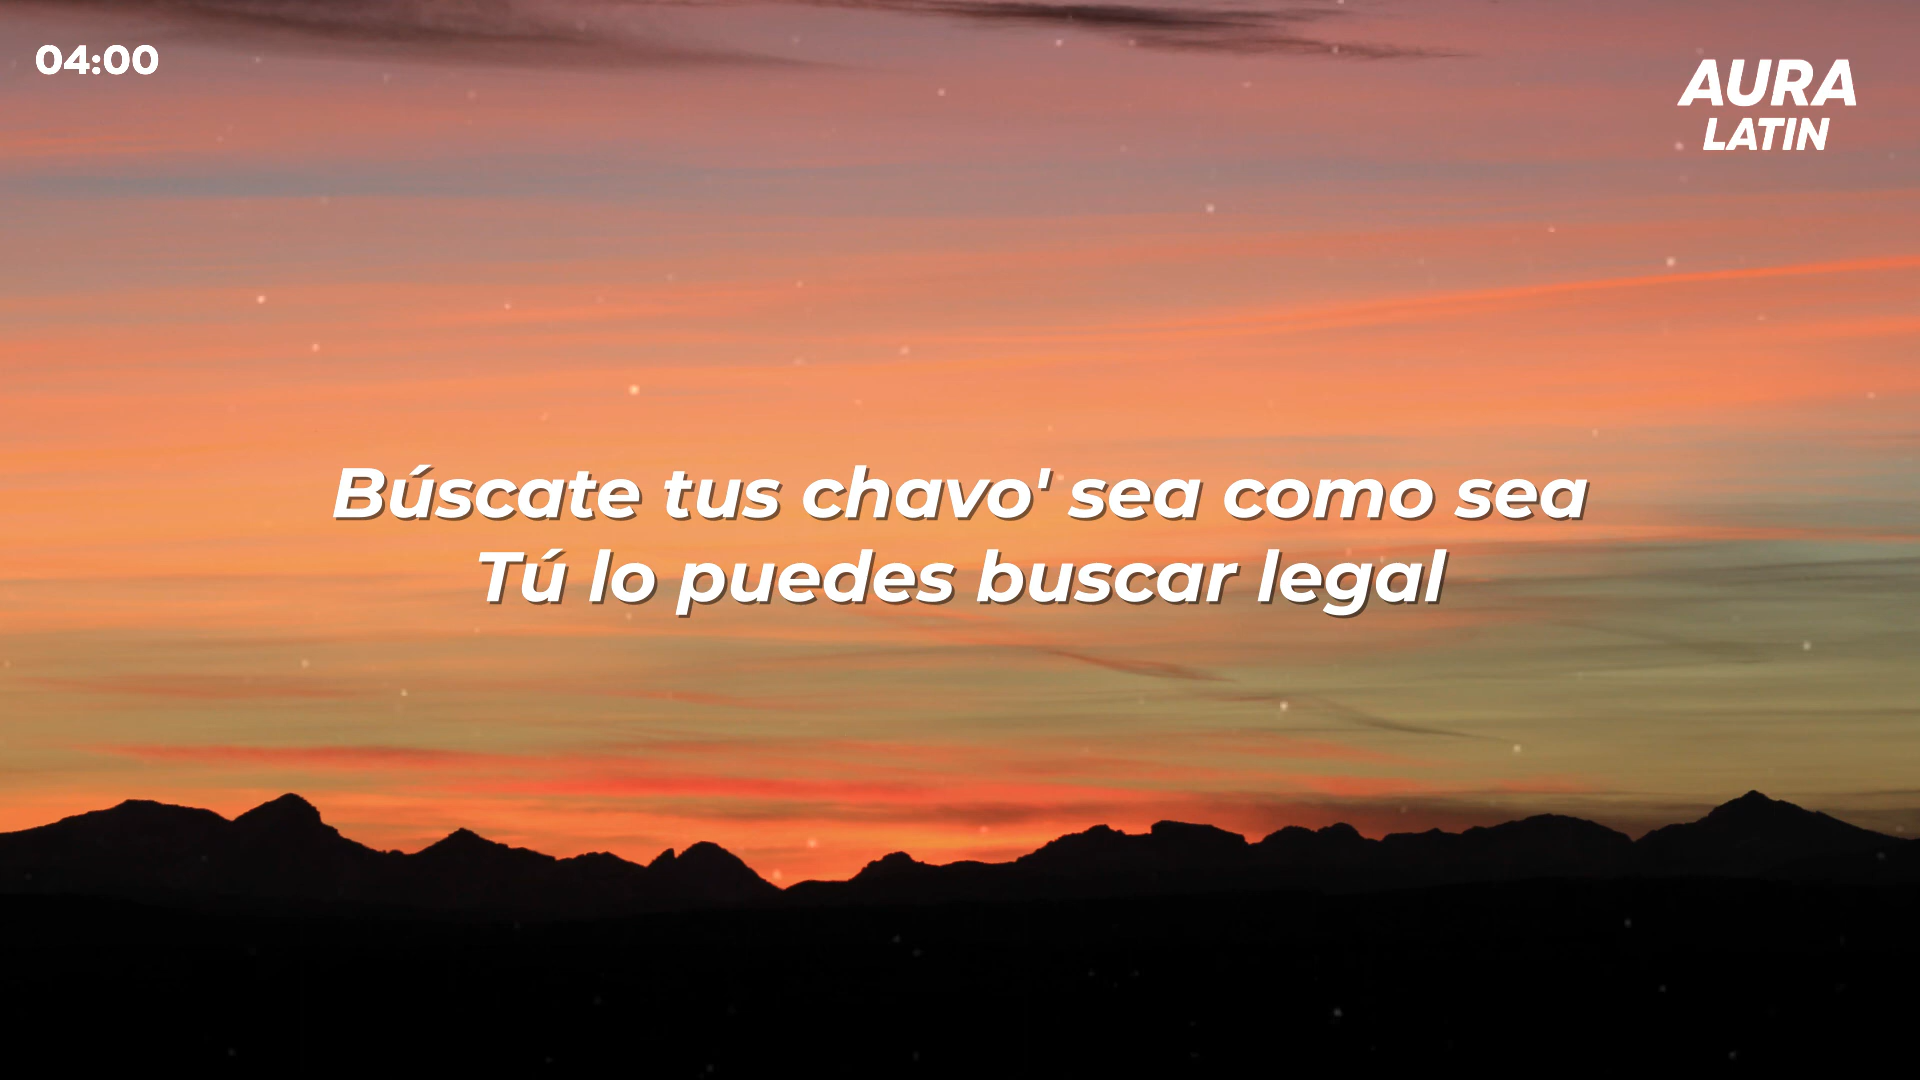 04:00
AURA
LATIN
Búscate tus chavo' sea como sea
Tú lo puedes buscar legal